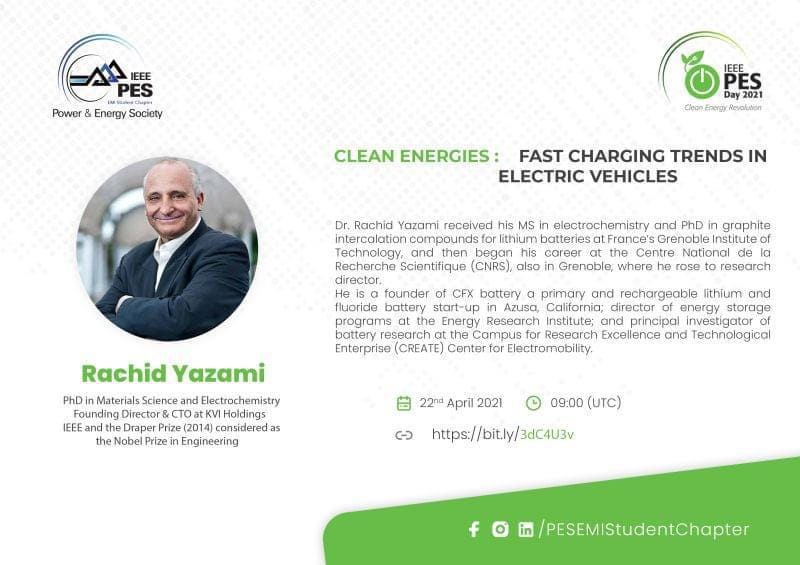 IEEE
PES
EMI Student Chapter
Power & Energy Society
IEEE
PES
Day 2021
Clean Energy Revolution
CLEAN ENERGIES : FAST CHARGING TRENDS IN
ELECTRIC VEHICLES
Dr. Rachid Yazami received his MS in electrochemistry and PhD in graphite
intercalation compounds for lithium batteries at France's Grenoble Institute of
Technology, and then began his career at the Centre National de la
Recherche Scientifique (CNRS), also in Grenoble, where he rose to research
director.
He is a founder of CFX battery a primary and rechargeable lithium and
fluoride battery start-up in Azusa, California; director of energy storage
programs at the Energy Research Institute; and principal investigator of
battery research at the Campus for Research Excellence and Technological
Enterprise (CREATE) Center for Electromobility.
Rachid Yazami
PhD in Materials Science and Electrochemistry
Founding Director & CTO at KVI Holdings
IEEE and the Draper Prize (2014) considered as
the Nobel Prize in Engineering
22nd April 2021 09:00 (UTC)
https://bit.ly/3dC4U3v
/PESEMIStudentChapter